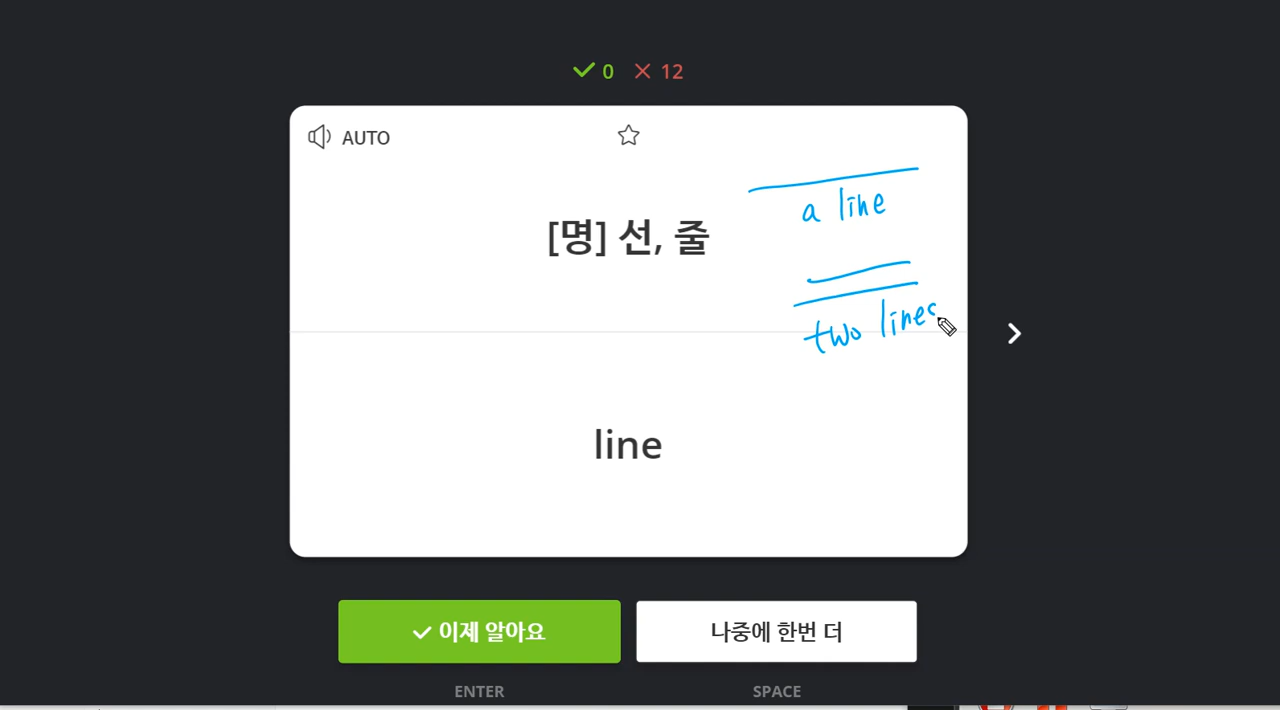 0 12
AUTO
[명] 선, 줄
a line
two lines
line
이제 알아요
나중에 한번 더
ENTER
SPACE